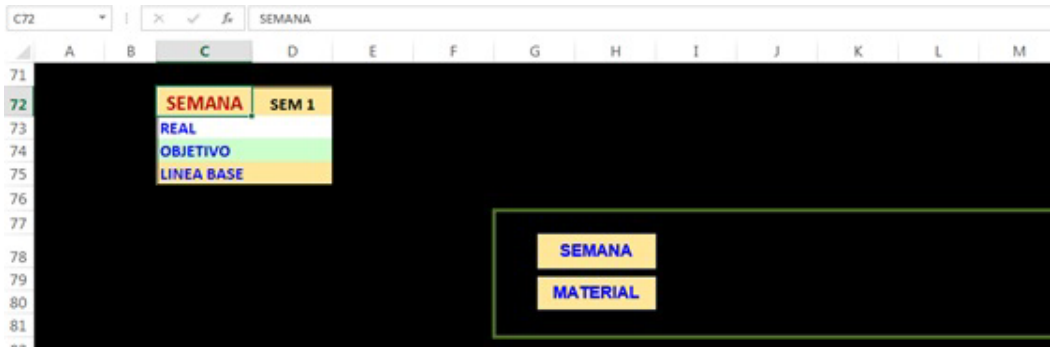 C72 fx SEMANA
A B C D E F G H I J K L M
71
72 SEMANA SEM 1
73 REAL
74 OBJETIVO
75 LINEA BASE
76
77
78 SEMANA
79
80 MATERIAL
81